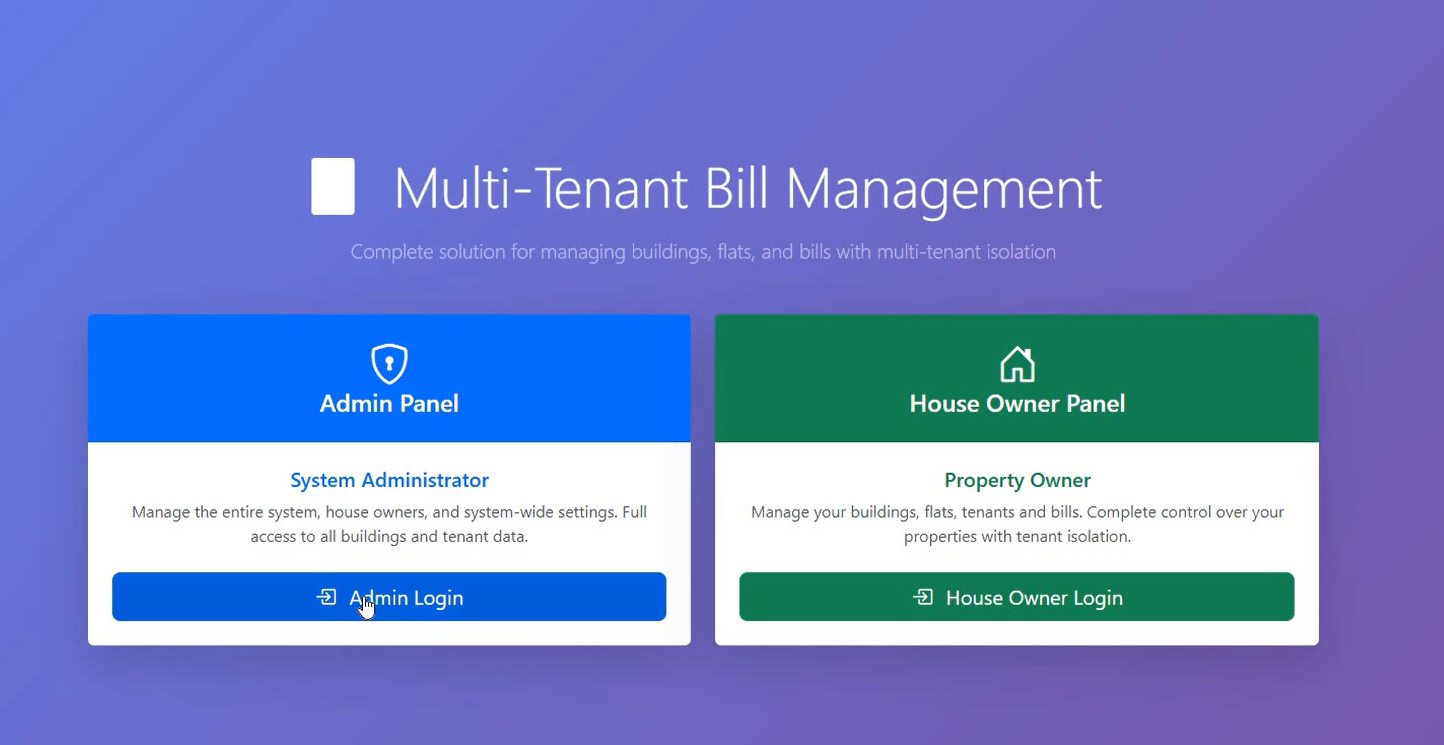 Multi-Tenant Bill Management
Complete solution for managing buildings, flats, and bills with multi-tenant isolation
Admin Panel
System Administrator
Manage the entire system, house owners, and system-wide settings. Full
access to all buildings and tenant data.
Admin Login
House Owner Panel
Property Owner
Manage your buildings, flats, tenants and bills. Complete control over your
properties with tenant isolation.
House Owner Login